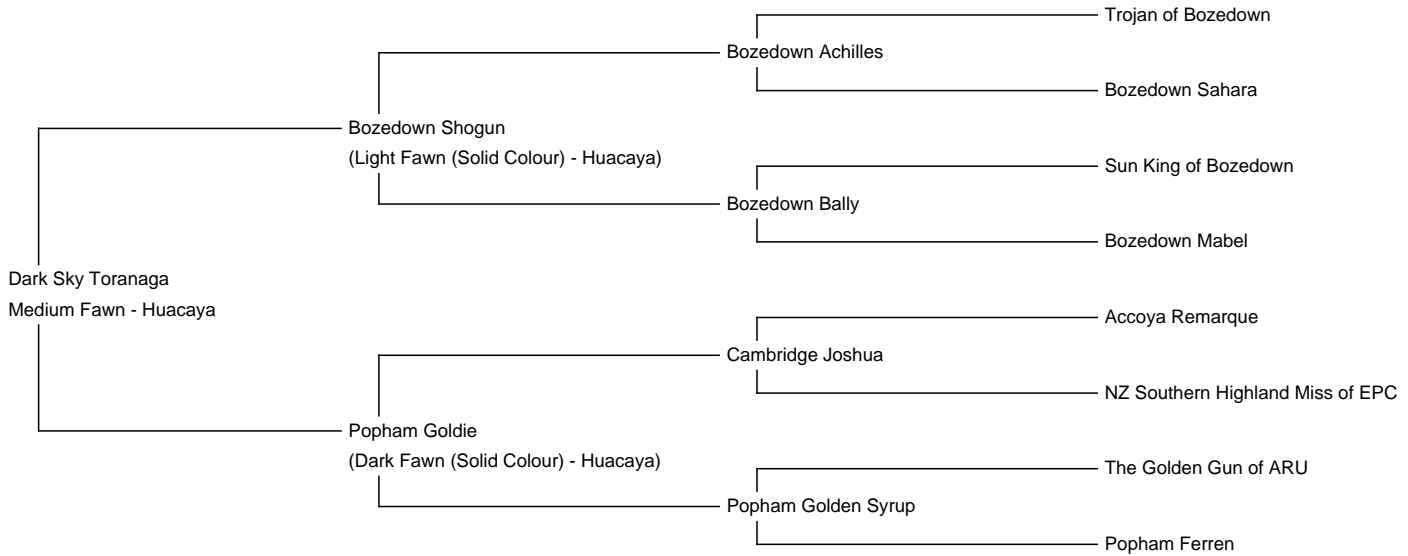 Trojan of Bozedown
Bozedown Achilles
Bozedown Sahara
Bozedown Shogun
(Light Fawn (Solid Colour) - Huacaya)
Sun King of Bozedown
Bozedown Bally
Bozedown Mabel
Dark Sky Toranaga
Medium Fawn - Huacaya
Accoya Remarque
Cambridge Joshua
NZ Southern Highland Miss of EPC
Popham Goldie
(Dark Fawn (Solid Colour) - Huacaya)
The Golden Gun of ARU
Popham Golden Syrup
Popham Ferren